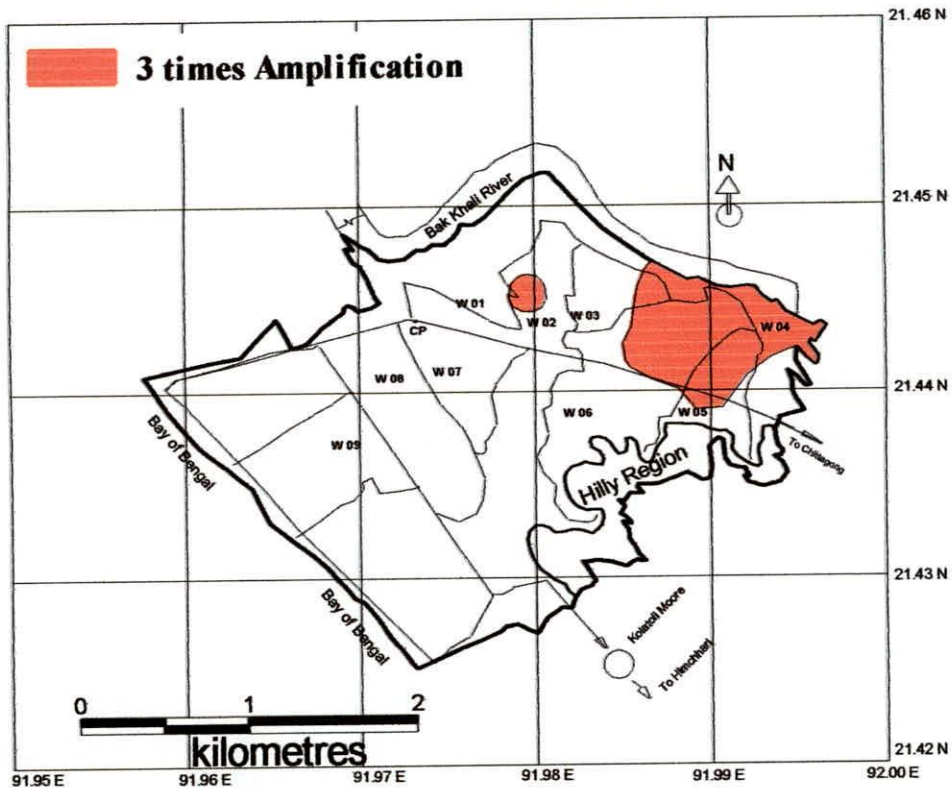 21.46 N
3 times Amplification
N
21.45 N
Bak Khali River
W 01
W 02
W 03
W 04
CP
W 08
W 07
21.44 N
W 06
W 05
To Chittagong
W 09
Bay of Bengal
Hilly Region
21.43 N
Bay of Bengal
Kolatoli Moore
To Himchhari
0 1 2
kilometres
21.42 N
91.95 E 91.96 E 91.97 E 91.98 E 91.99 E 92.00 E